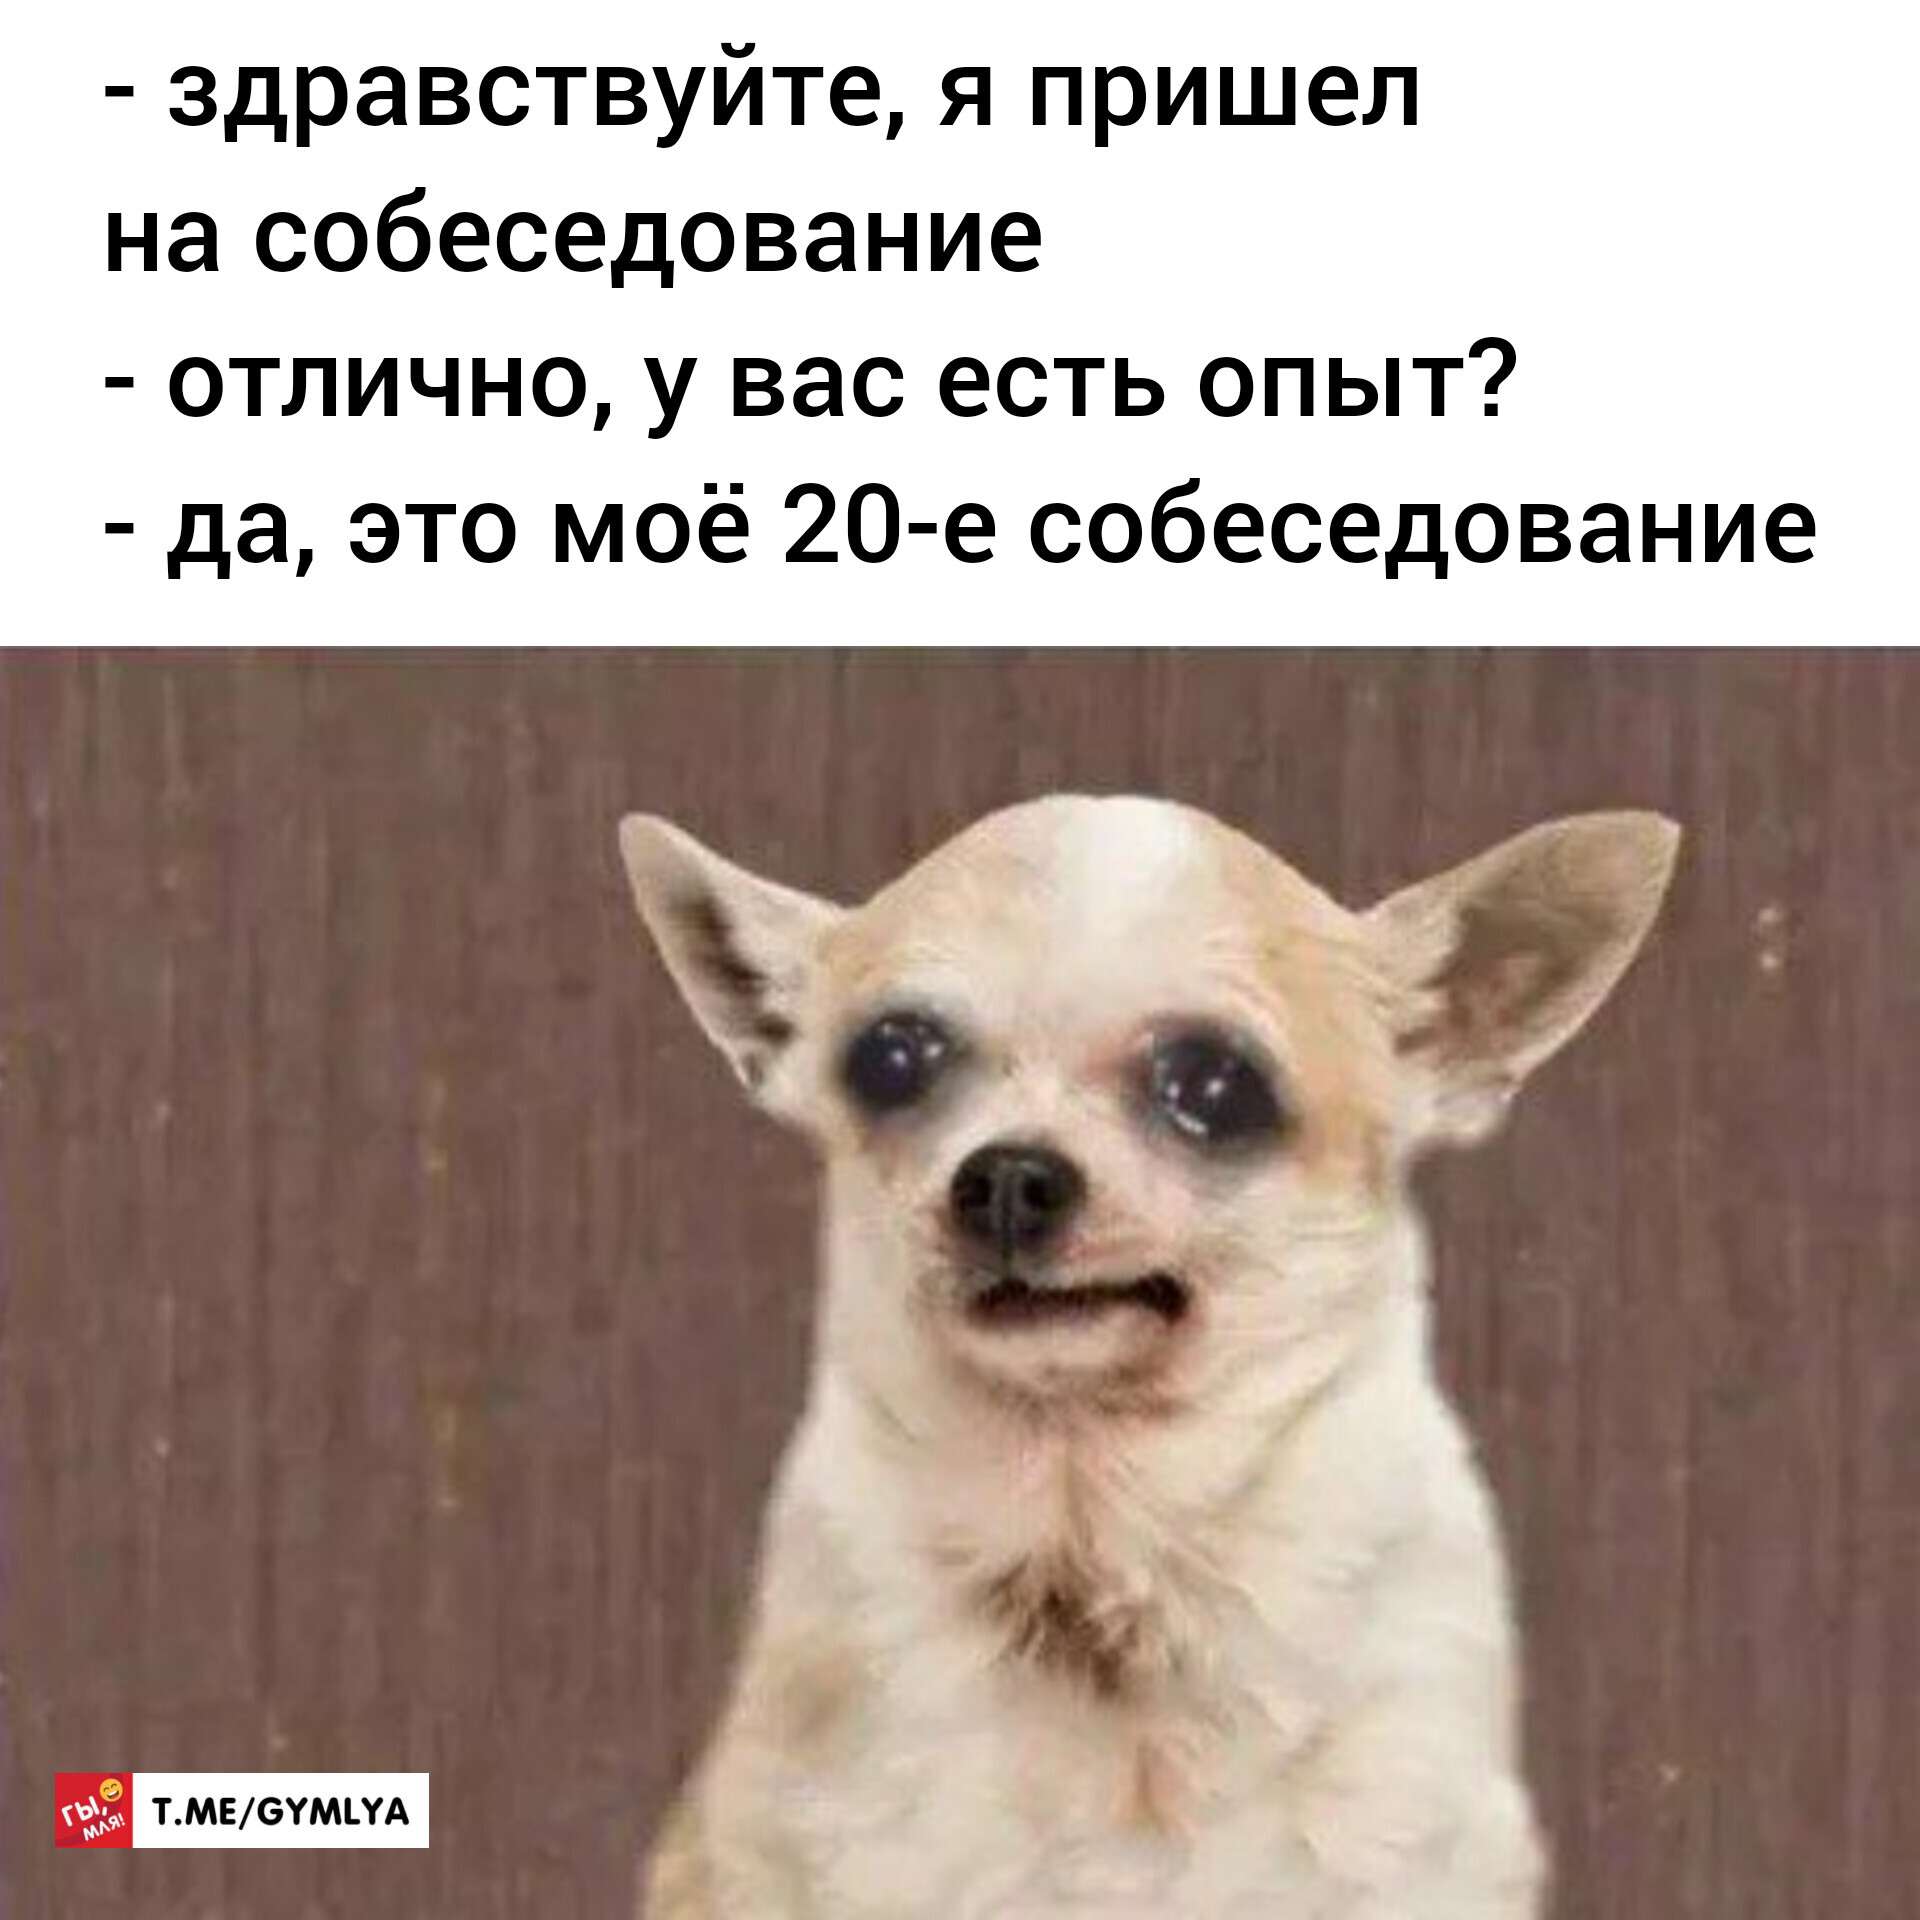 - здравствуйте, я пришел
на собеседование
- отлично, у вас есть опыт?
- да, это моё 20-е собеседование
ГЫ,
МЛЯ!
T.ME/GYMLYA